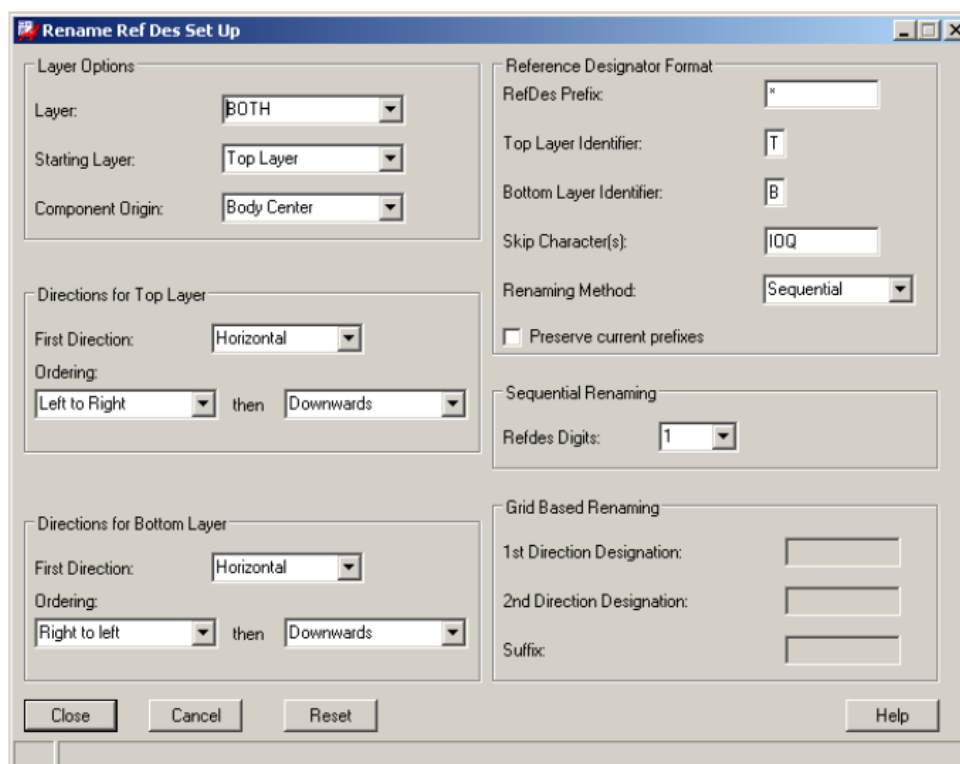 Rename Ref Des Set Up
Layer Options
Layer: BOTH
Starting Layer: Top Layer
Component Origin: Body Center
Directions for Top Layer
First Direction: Horizontal
Ordering:
Left to Right then Downwards
Directions for Bottom Layer
First Direction: Horizontal
Ordering:
Right to left then Downwards
Reference Designator Format
RefDes Prefix: *
Top Layer Identifier: T
Bottom Layer Identifier: B
Skip Character(s): IOQ
Renaming Method: Sequential
Preserve current prefixes
Sequential Renaming
Refdes Digits: 1
Grid Based Renaming
1st Direction Designation:
2nd Direction Designation:
Suffix:
Close Cancel Reset Help